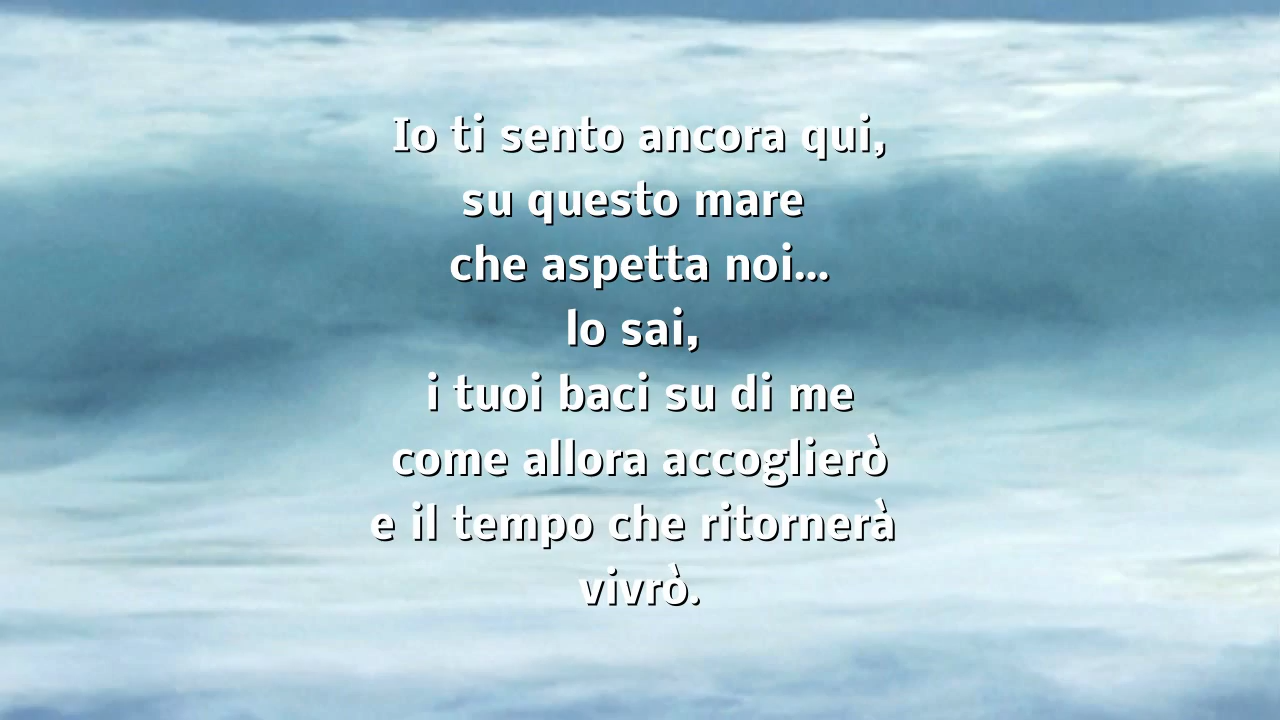 Io ti sento ancora qui,
su questo mare
che aspetta noi...
lo sai,
i tuoi baci su di me
come allora accoglierò
e il tempo che ritornerà
vivrò.